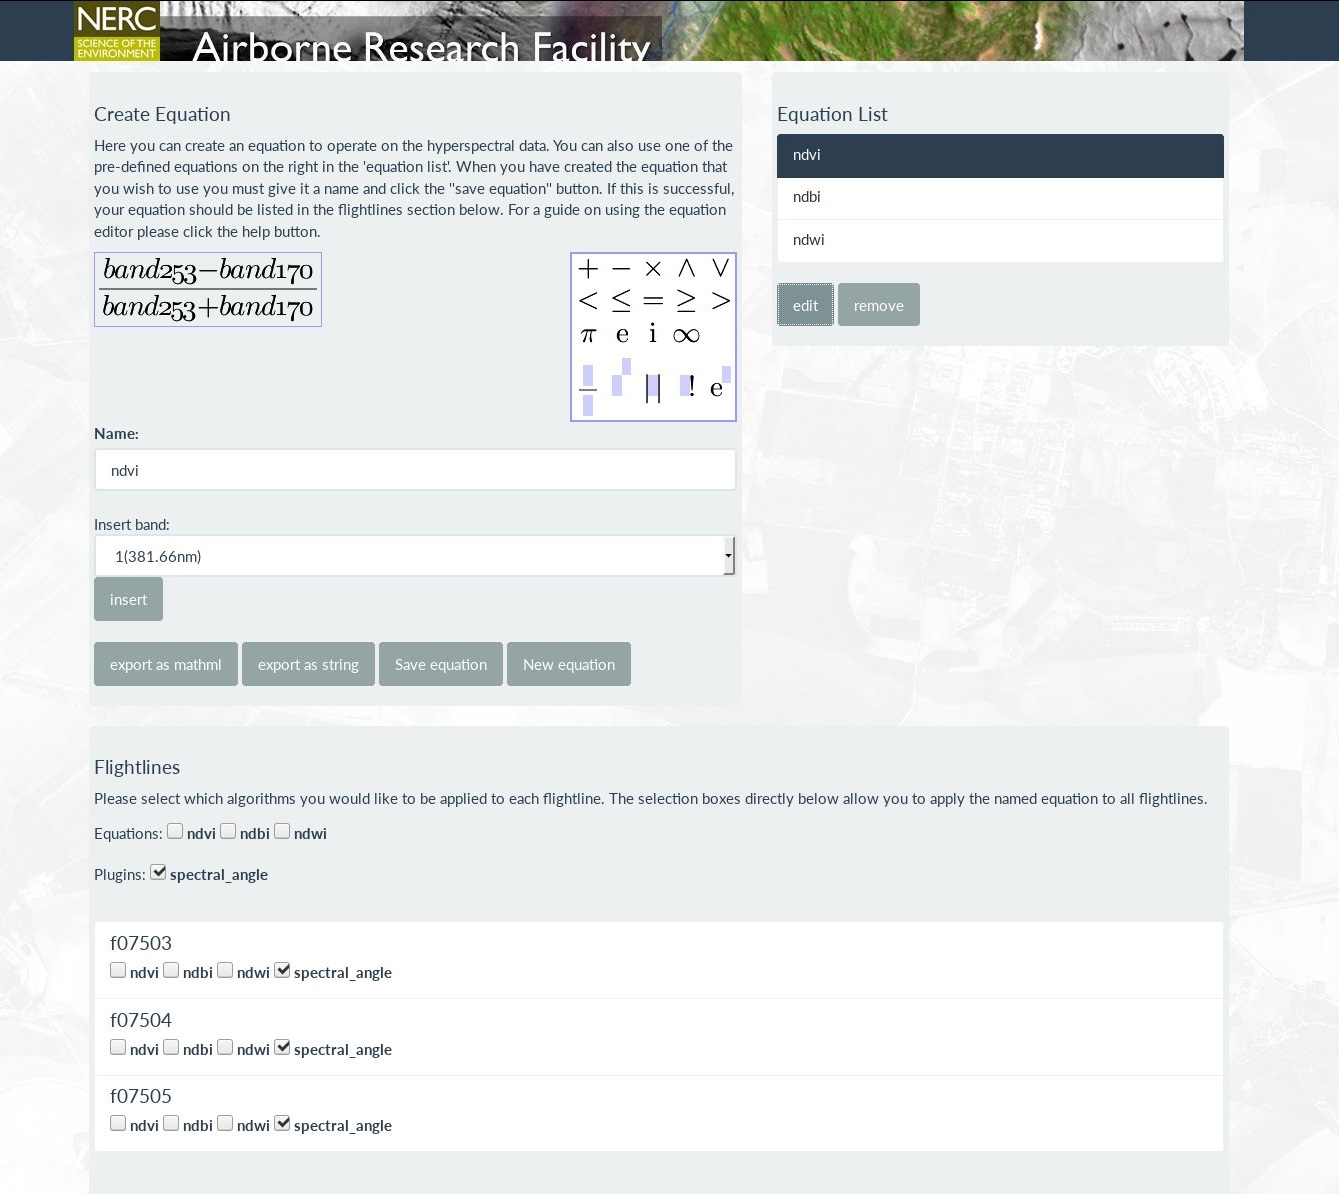 NERC
SCIENCE OF THE
ENVIRONMENT
Airborne Research Facility
Create Equation
Here you can create an equation to operate on the hyperspectral data. You can also use one of the
pre-defined equations on the right in the 'equation list'. When you have created the equation that
you wish to use you must give it a name and click the "save equation" button. If this is successful,
your equation should be listed in the flightlines section below. For a guide on using the equation
editor please click the help button.
band253−band170
band253+band170
+ − × ∧ ∨
< ≤ = ≥ >
π e i ∞
| | ! e
Name:
ndvi
Insert band:
1(381.66nm)
insert
export as mathml export as string Save equation New equation
Equation List
ndvi
ndbi
ndwi
edit remove
Flightlines
Please select which algorithms you would like to be applied to each flightline. The selection boxes directly below allow you to apply the named equation to all flightlines.
Equations: ndvi ndbi ndwi
Plugins: spectral_angle
f07503
ndvi ndbi ndwi spectral_angle
f07504
ndvi ndbi ndwi spectral_angle
f07505
ndvi ndbi ndwi spectral_angle